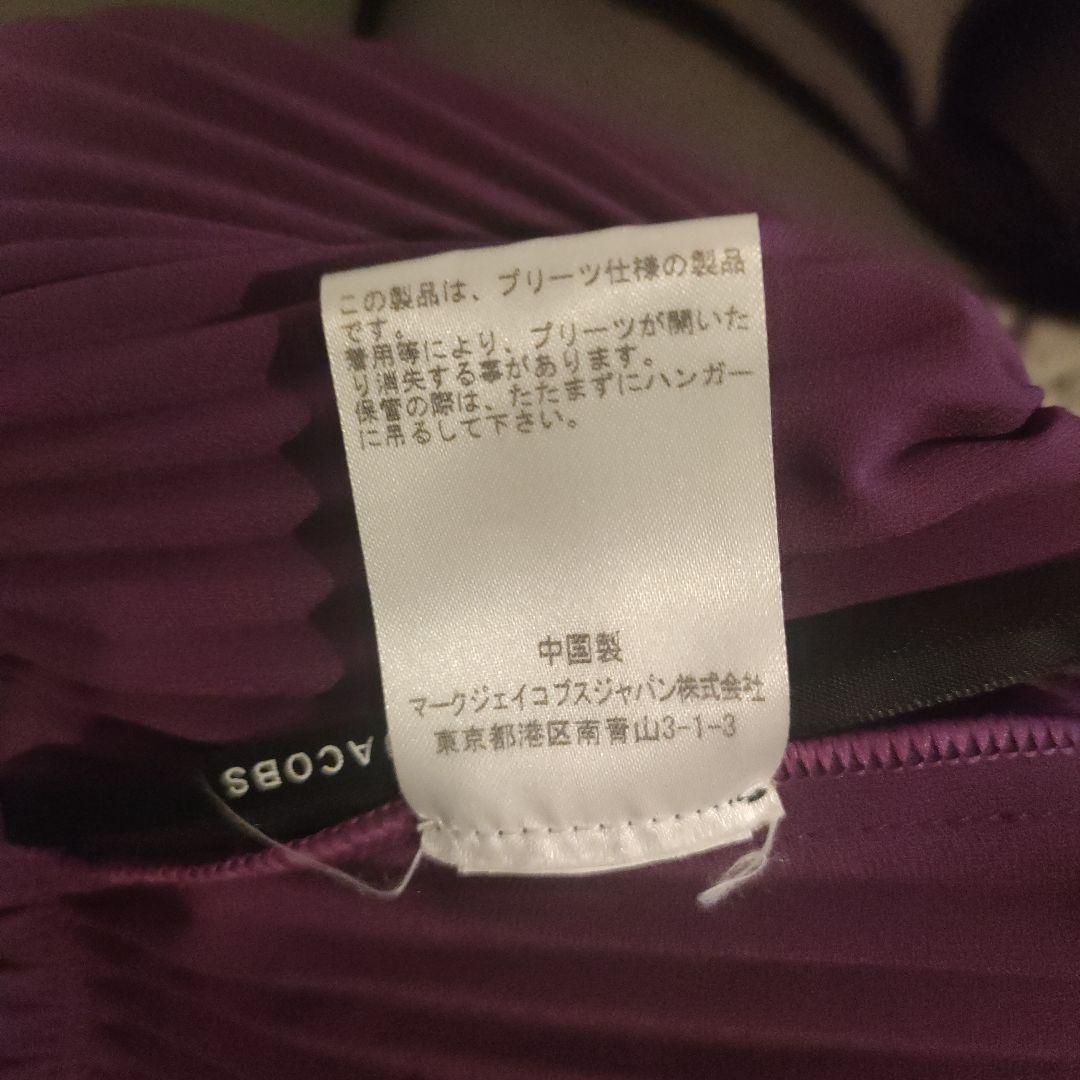 この製品は、プリーツ仕様の製品
です。
着用等により、プリーツが開いた
り消失する事があります。
保管の際は、たたまずにハンガー
に吊るして下さい。
中国製
マークジェイコブスジャパン株式会社
東京都港区南青山3-1-3
JACOBS